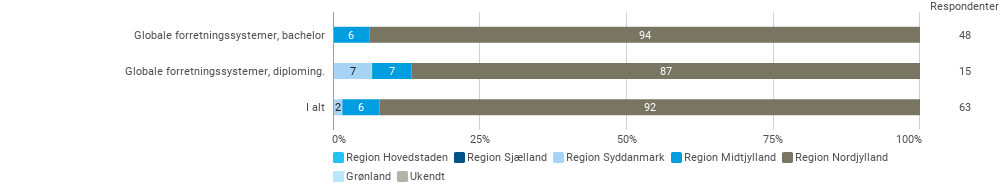 Respondenter
Globale forretningssystemer, bachelor 6 94 48
Globale forretningssystemer, diploming. 7 7 87 15
I alt 2 6 92 63
0% 25% 50% 75% 100%
Region Hovedstaden Region Sjælland Region Syddanmark Region Midtjylland Region Nordjylland
Grønland Ukendt